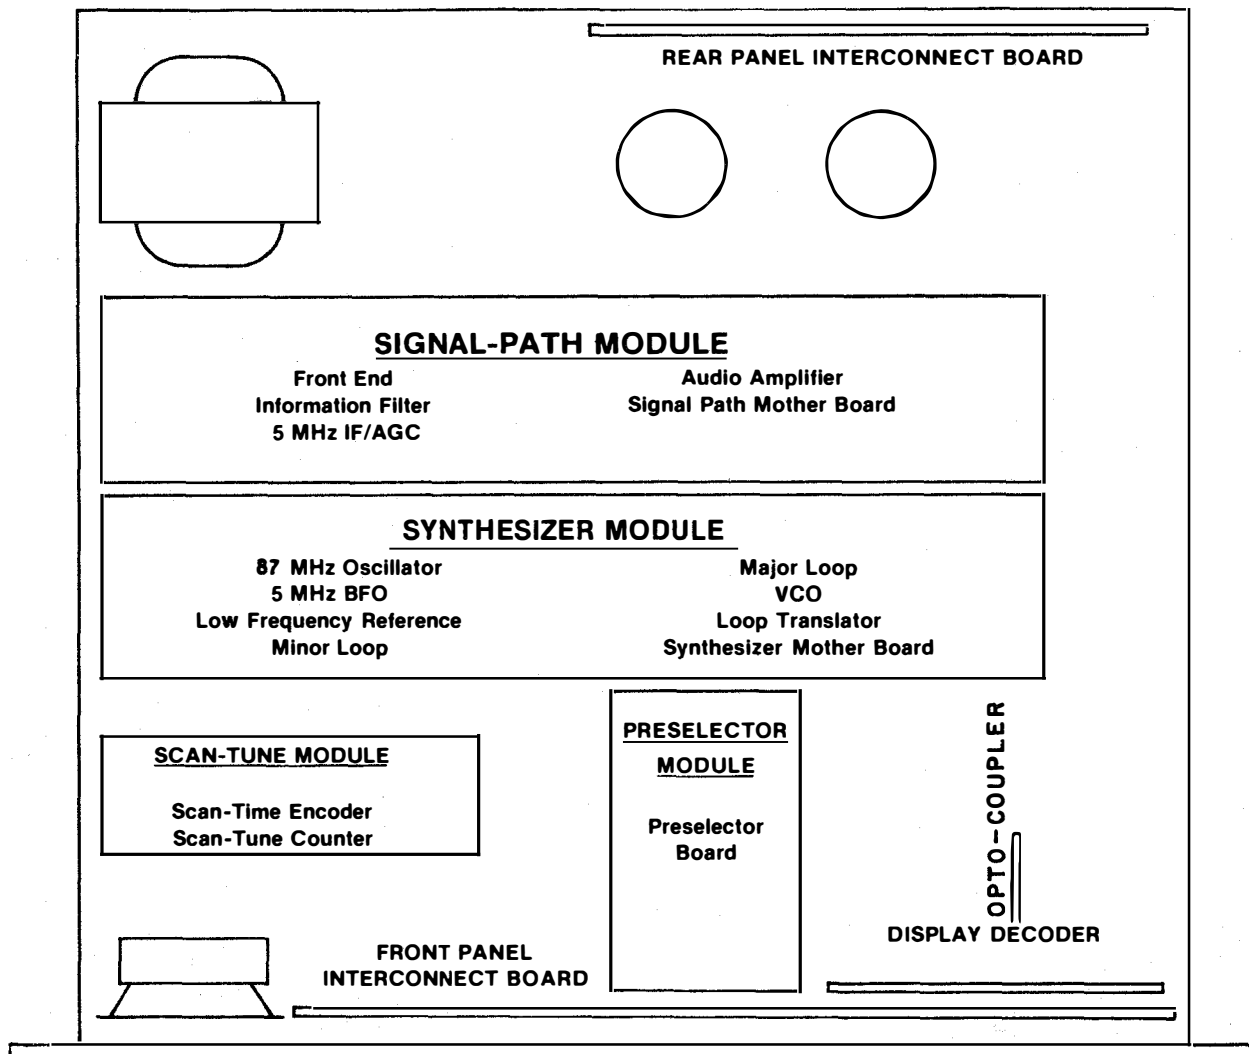 REAR PANEL INTERCONNECT BOARD
SIGNAL-PATH MODULE
Front End
Information Filter
5 MHz IF/AGC
Audio Amplifier
Signal Path Mother Board
SYNTHESIZER MODULE
87 MHz Oscillator
5 MHz BFO
Low Frequency Reference
Minor Loop
Major Loop
VCO
Loop Translator
Synthesizer Mother Board
SCAN-TUNE MODULE
Scan-Time Encoder
Scan-Tune Counter
PRESELECTOR
MODULE
Preselector
Board
OPTO-COUPLER
DISPLAY DECODER
FRONT PANEL
INTERCONNECT BOARD